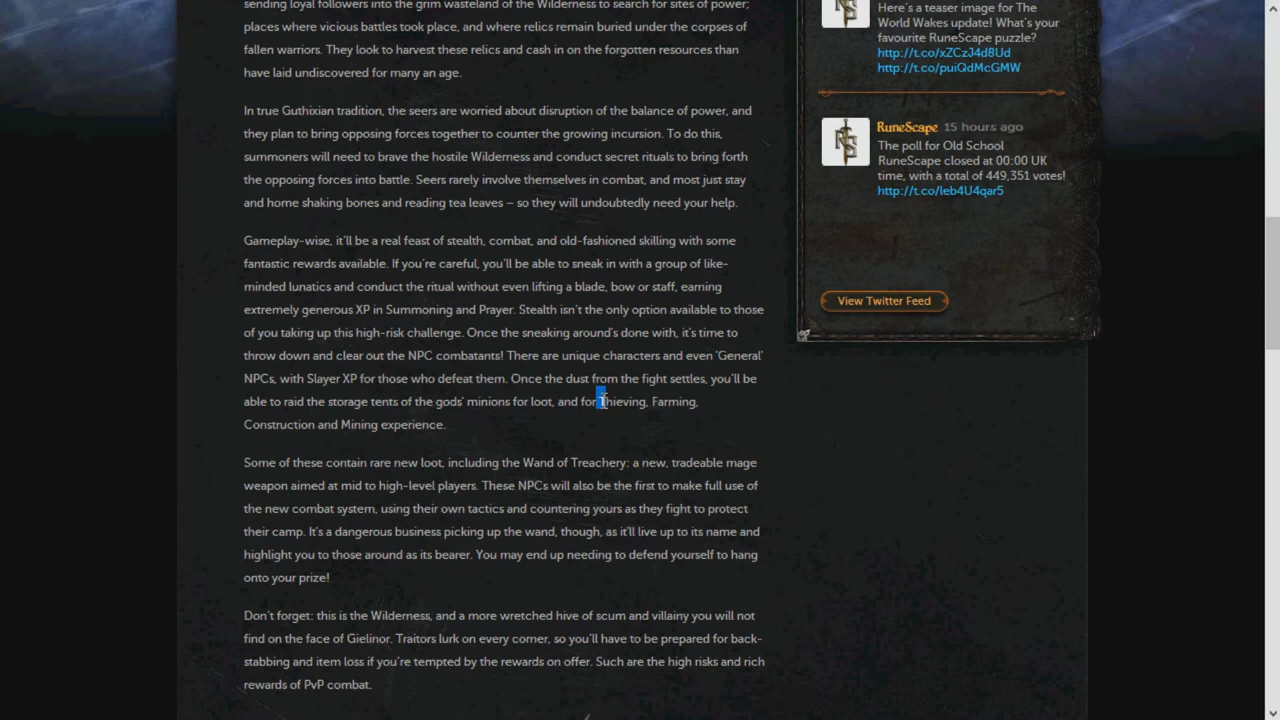 sending loyal followers into the grim wasteland of the Wilderness to search for sites of power;
places where vicious battles took place, and where relics remain buried under the corpses of
fallen warriors. They look to harvest these relics and cash in on the forgotten resources than
have laid undiscovered for many an age.
In true Guthixian tradition, the seers are worried about disruption of the balance of power, and
they plan to bring opposing forces together to counter the growing incursion. To do this,
summoners will need to brave the hostile Wilderness and conduct secret rituals to bring forth
the opposing forces into battle. Seers rarely involve themselves in combat, and most just stay
and home shaking bones and reading tea leaves – so they will undoubtedly need your help.
Gameplay-wise, it'll be a real feast of stealth, combat, and old-fashioned skilling with some
fantastic rewards available. If you're careful, you'll be able to sneak in with a group of like-
minded lunatics and conduct the ritual without even lifting a blade, bow or staff, earning
extremely generous XP in Summoning and Prayer. Stealth isn't the only option available to those
of you taking up this high-risk challenge. Once the sneaking around's done with, it's time to
throw down and clear out the NPC combatants! There are unique characters and even 'General'
NPCs, with Slayer XP for those who defeat them. Once the dust from the fight settles, you'll be
able to raid the storage tents of the gods' minions for loot, and for Thieving, Farming,
Construction and Mining experience.
Some of these contain rare new loot, including the Wand of Treachery: a new, tradeable mage
weapon aimed at mid to high-level players. These NPCs will also be the first to make full use of
the new combat system, using their own tactics and countering yours as they fight to protect
their camp. It's a dangerous business picking up the wand, though, as it'll live up to its name and
highlight you to those around as its bearer. You may end up needing to defend yourself to hang
onto your prize!
Don't forget: this is the Wilderness, and a more wretched hive of scum and villainy you will not
find on the face of Gielinor. Traitors lurk on every corner, so you'll have to be prepared for back-
stabbing and item loss if you're tempted by the rewards on offer. Such are the high risks and rich
rewards of PvP combat.
Here's a teaser image for The
World Wakes update! What's your
favourite RuneScape puzzle?
http://t.co/xZCzJ4d8Ud
http://t.co/puiQdMcGMW
RuneScape 15 hours ago
The poll for Old School
RuneScape closed at 00:00 UK
time, with a total of 449,351 votes!
http://t.co/leb4U4qar5
View Twitter Feed